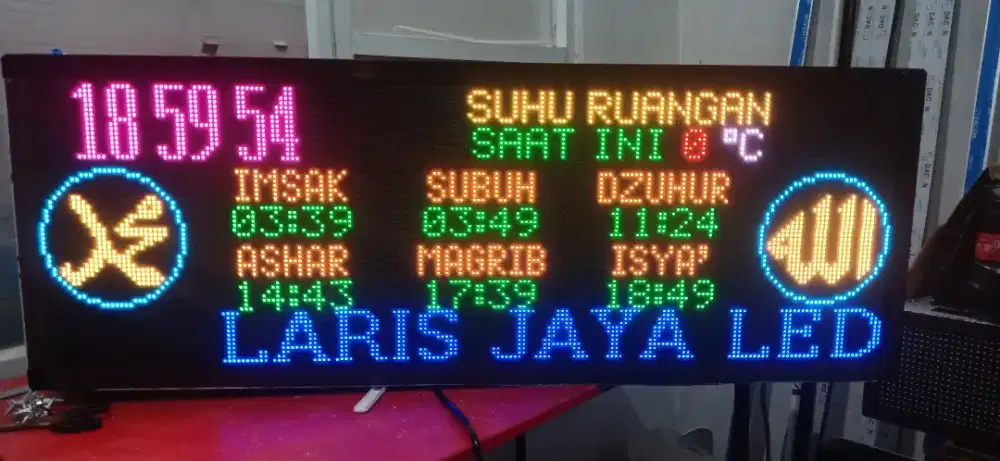 18 59 54
SUHU RUANGAN
SAAT INI 0 °C
IMSAK SUBUH DZUHUR
03:39 03:49 11:24
ASHAR MAGRIB ISYA'
14:43 17:39 18:49
LARIS JAYA LED